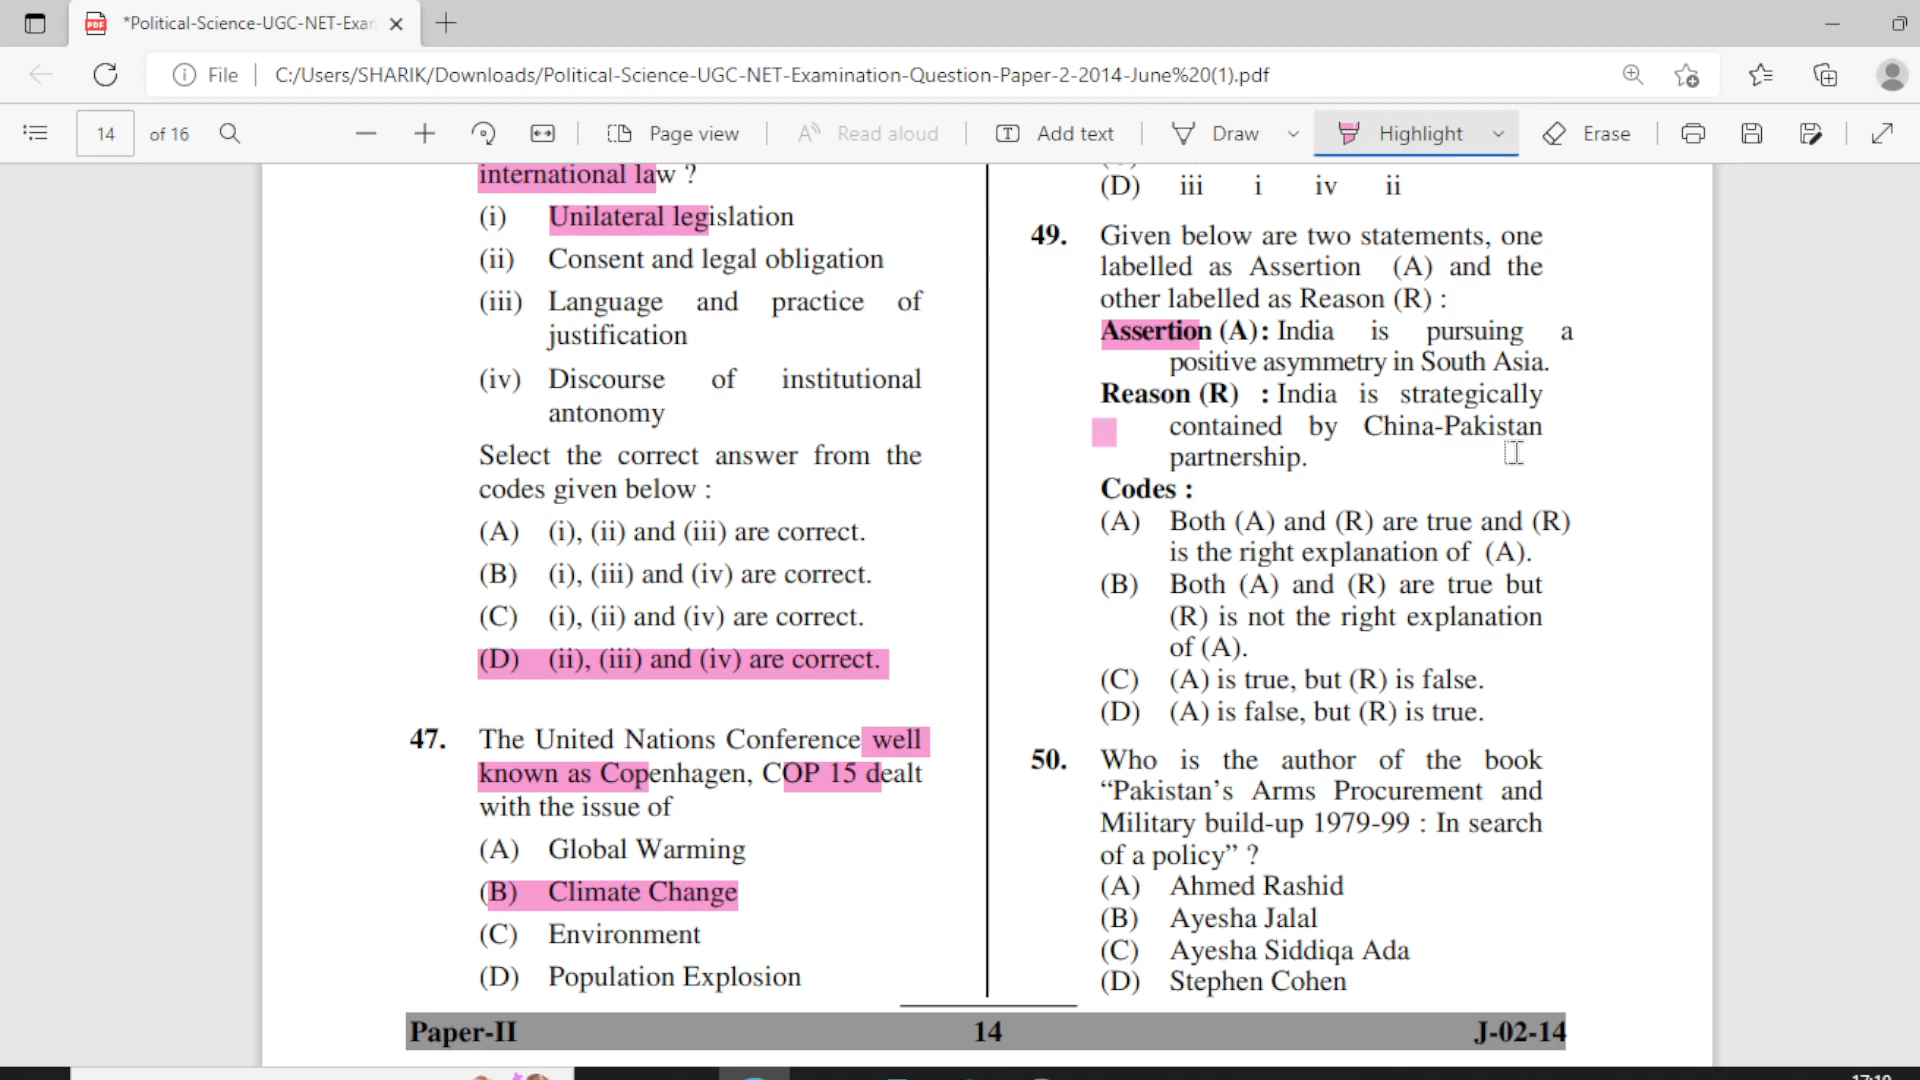 *Political-Science-UGC-NET-Exan
File
C:/Users/SHARIK/Downloads/Political-Science-UGC-NET-Examination-Question-Paper-2-2014-June%20(1).pdf
14 of 16
Page view
Read aloud
Add text
Draw
Highlight
Erase
international law ?
(i) Unilateral legislation
(ii) Consent and legal obligation
(iii) Language and practice of
justification
(iv) Discourse of institutional
antonomy
Select the correct answer from the
codes given below :
(A) (i), (ii) and (iii) are correct.
(B) (i), (iii) and (iv) are correct.
(C) (i), (ii) and (iv) are correct.
(D) (ii), (iii) and (iv) are correct.
47. The United Nations Conference well
known as Copenhagen, COP 15 dealt
with the issue of
(A) Global Warming
(B) Climate Change
(C) Environment
(D) Population Explosion
(D) iii i iv ii
49. Given below are two statements, one
labelled as Assertion (A) and the
other labelled as Reason (R) :
Assertion (A): India is pursuing a
positive asymmetry in South Asia.
Reason (R) : India is strategically
contained by China-Pakistan
partnership.
Codes :
(A) Both (A) and (R) are true and (R)
is the right explanation of (A).
(B) Both (A) and (R) are true but
(R) is not the right explanation
of (A).
(C) (A) is true, but (R) is false.
(D) (A) is false, but (R) is true.
50. Who is the author of the book
“Pakistan’s Arms Procurement and
Military build-up 1979-99 : In search
of a policy” ?
(A) Ahmed Rashid
(B) Ayesha Jalal
(C) Ayesha Siddiqa Ada
(D) Stephen Cohen
Paper-II 14 J-02-14